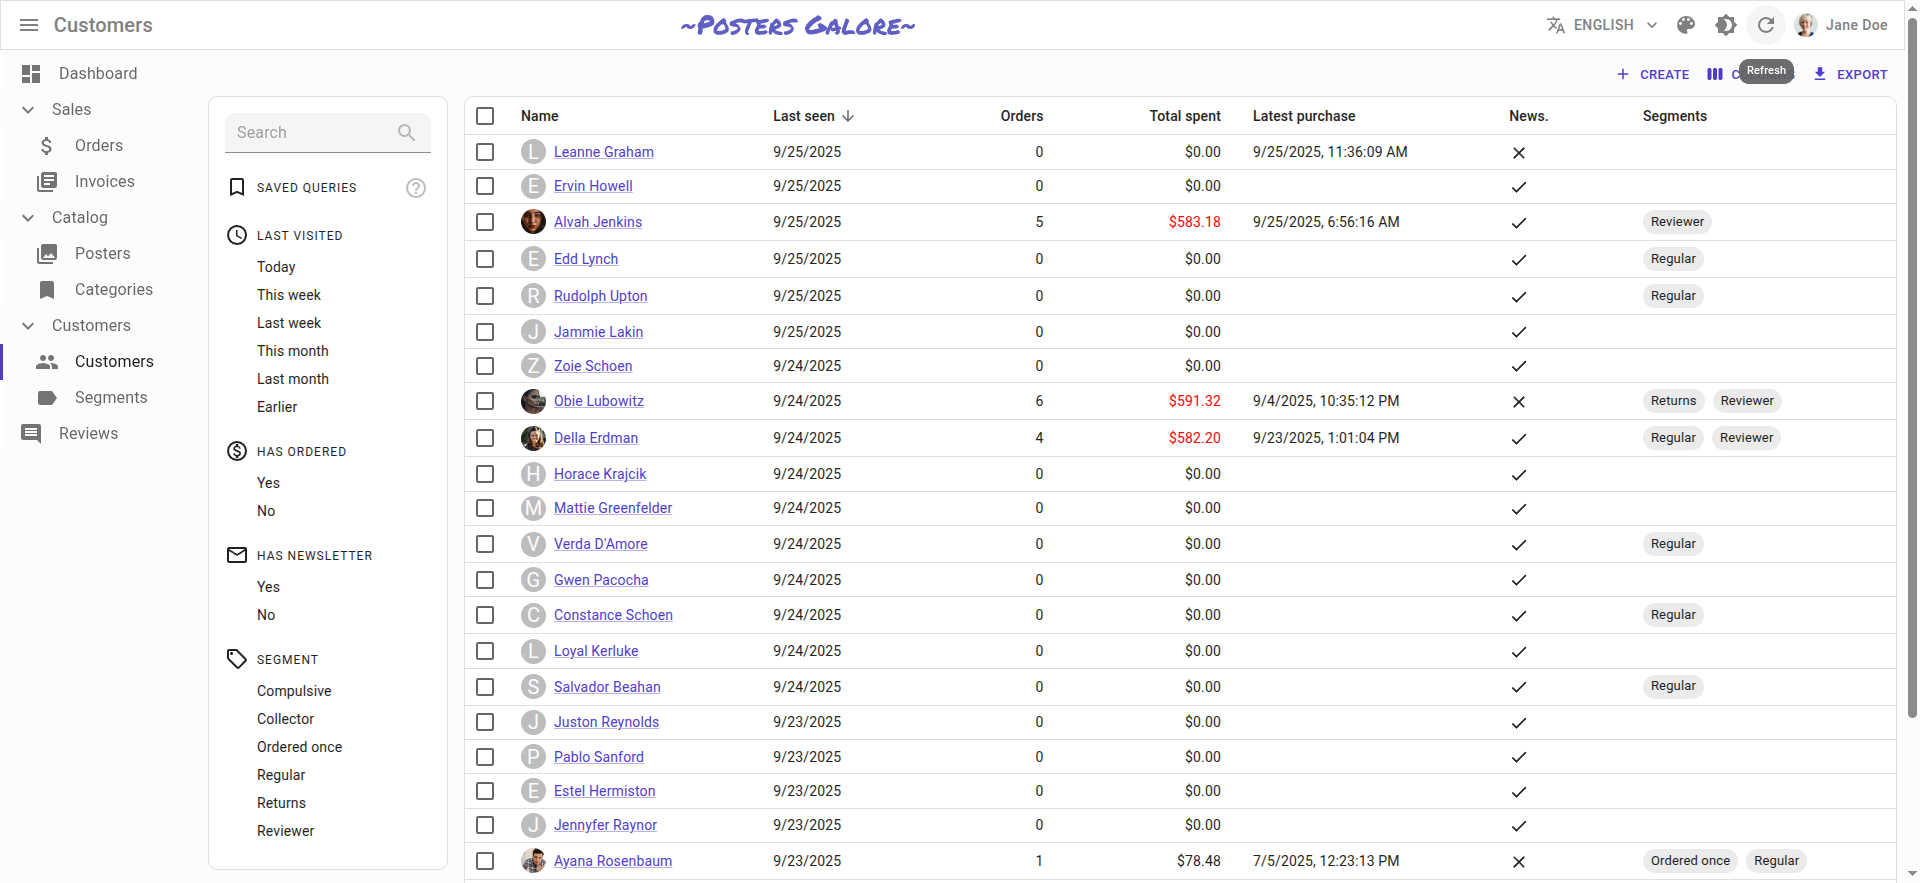 Customers
~Posters Galore~
ENGLISH
Jane Doe
CREATE
Refresh
EXPORT
Dashboard
Sales
Orders
Invoices
Catalog
Posters
Categories
Customers
Customers
Segments
Reviews
Search
SAVED QUERIES
?
LAST VISITED
Today
This week
Last week
This month
Last month
Earlier
HAS ORDERED
Yes
No
HAS NEWSLETTER
Yes
No
SEGMENT
Compulsive
Collector
Ordered once
Regular
Returns
Reviewer
Name Last seen Orders Total spent Latest purchase News. Segments
L Leanne Graham 9/25/2025 0 $0.00 9/25/2025, 11:36:09 AM
E Ervin Howell 9/25/2025 0 $0.00
Alvah Jenkins 9/25/2025 5 $583.18 9/25/2025, 6:56:16 AM Reviewer
E Edd Lynch 9/25/2025 0 $0.00 Regular
R Rudolph Upton 9/25/2025 0 $0.00 Regular
J Jammie Lakin 9/25/2025 0 $0.00
Z Zoie Schoen 9/24/2025 0 $0.00
Obie Lubowitz 9/24/2025 6 $591.32 9/4/2025, 10:35:12 PM Returns Reviewer
Della Erdman 9/24/2025 4 $582.20 9/23/2025, 1:01:04 PM Regular Reviewer
H Horace Krajcik 9/24/2025 0 $0.00
M Mattie Greenfelder 9/24/2025 0 $0.00
V Verda D'Amore 9/24/2025 0 $0.00 Regular
G Gwen Pacocha 9/24/2025 0 $0.00
C Constance Schoen 9/24/2025 0 $0.00 Regular
L Loyal Kerluke 9/24/2025 0 $0.00
S Salvador Beahan 9/24/2025 0 $0.00 Regular
J Juston Reynolds 9/23/2025 0 $0.00
P Pablo Sanford 9/23/2025 0 $0.00
E Estel Hermiston 9/23/2025 0 $0.00
J Jennyfer Raynor 9/23/2025 0 $0.00
Ayana Rosenbaum 9/23/2025 1 $78.48 7/5/2025, 12:23:13 PM Ordered once Regular